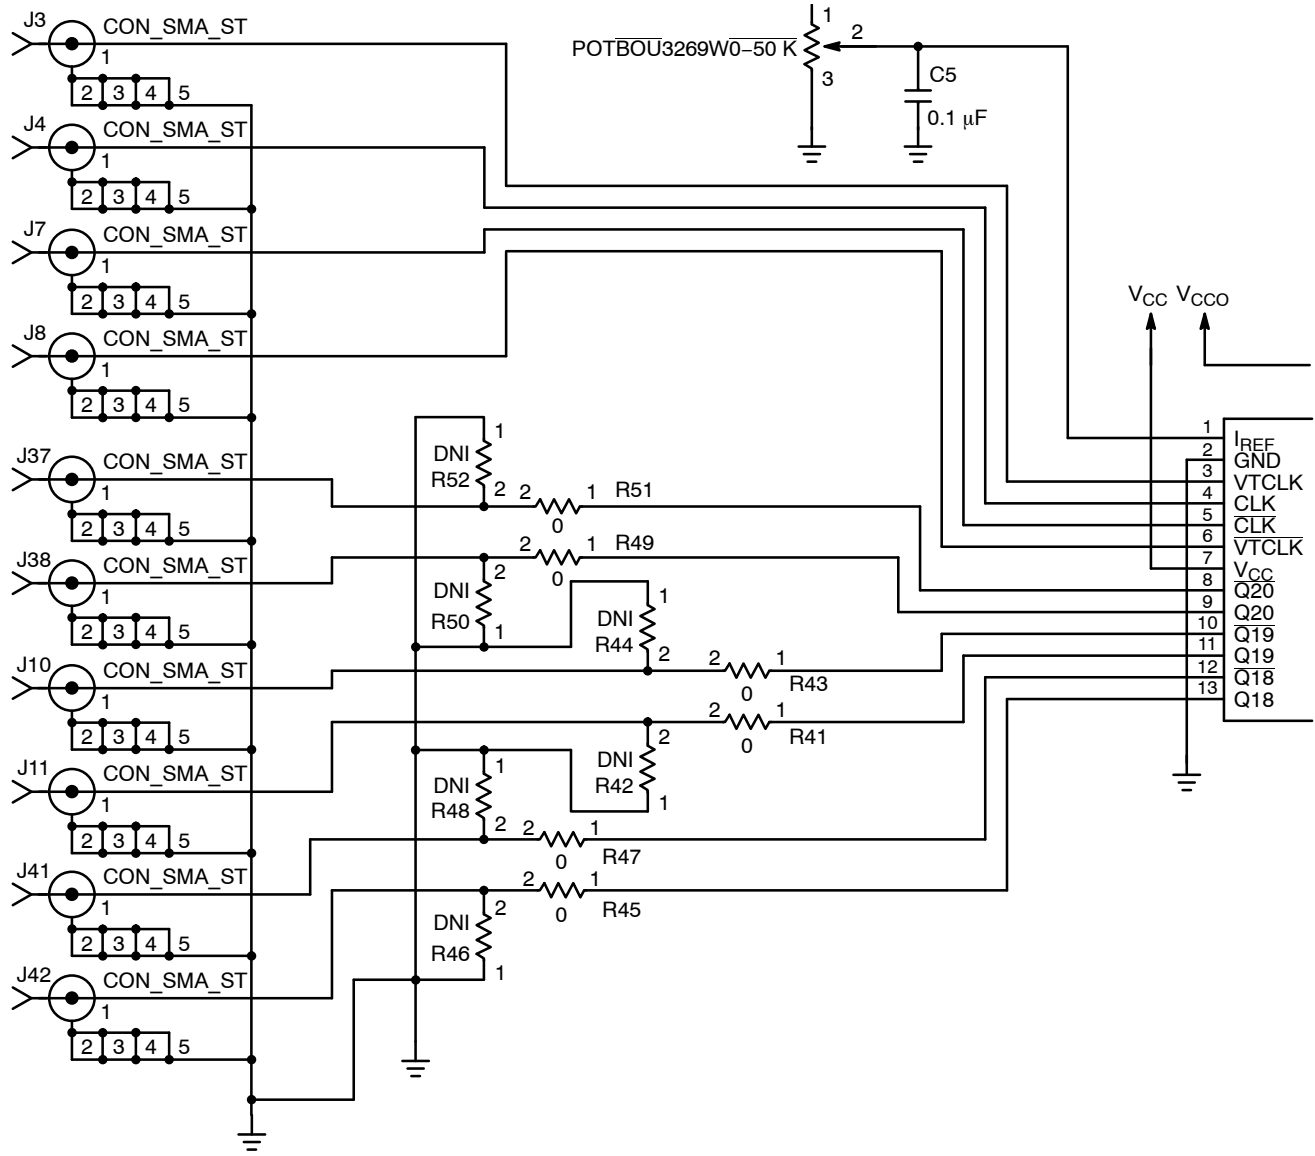 J3 CON_SMA_ST
1
2 3 4 5
J4 CON_SMA_ST
1
2 3 4 5
J7 CON_SMA_ST
1
2 3 4 5
J8 CON_SMA_ST
1
2 3 4 5
J37 CON_SMA_ST
1
2 3 4 5
J38 CON_SMA_ST
1
2 3 4 5
J10 CON_SMA_ST
1
2 3 4 5
J11 CON_SMA_ST
1
2 3 4 5
J41 CON_SMA_ST
1
2 3 4 5
J42 CON_SMA_ST
1
2 3 4 5
1
POTBOU3269W0–50 K 2
3
C5
0.1 μF
1
DNI
R52
2
2 1 R51
0
2 1 R49
0
2
DNI
R50
1
1
DNI
R44
2
2 1
R43
0
2 1
R41
0
2
DNI
R42
1
1
DNI
R48
2
2 1
R47
0
2 1
R45
0
2
DNI
R46
1
VCC VCCO
1 IREF
2 GND
3 VTCLK
4 CLK
5 C̅L̅K̅
6 V̅T̅C̅L̅K̅
7 VCC
8 Q̅2̅0̅
9 Q20
10 Q̅1̅9̅
11 Q19
12 Q̅1̅8̅
13 Q18